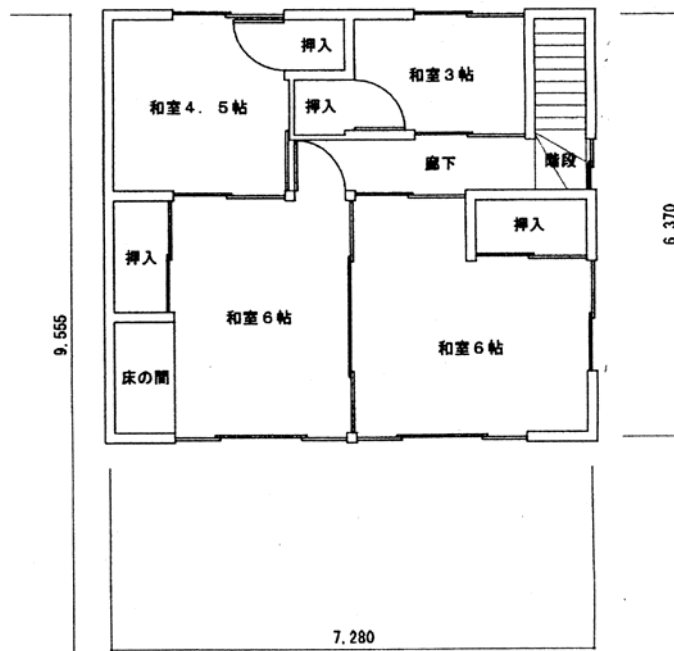 押入
和室４．５帖
押入
和室３帖
廊下
階段
押入
押入
和室６帖
和室６帖
床の間
9,555
6,370
7,280